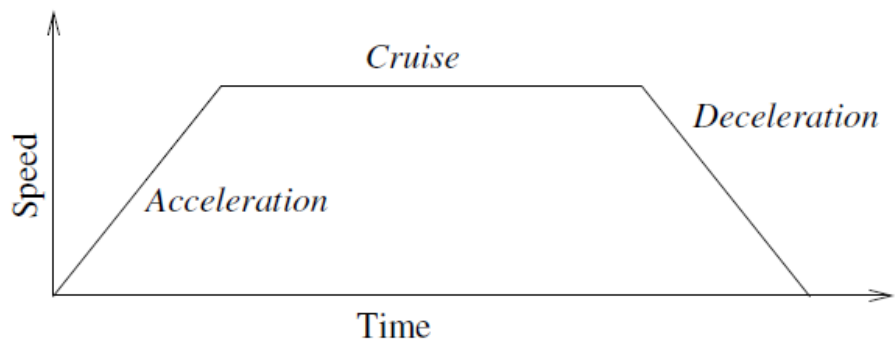 Cruise
Deceleration
Speed
Acceleration
Time